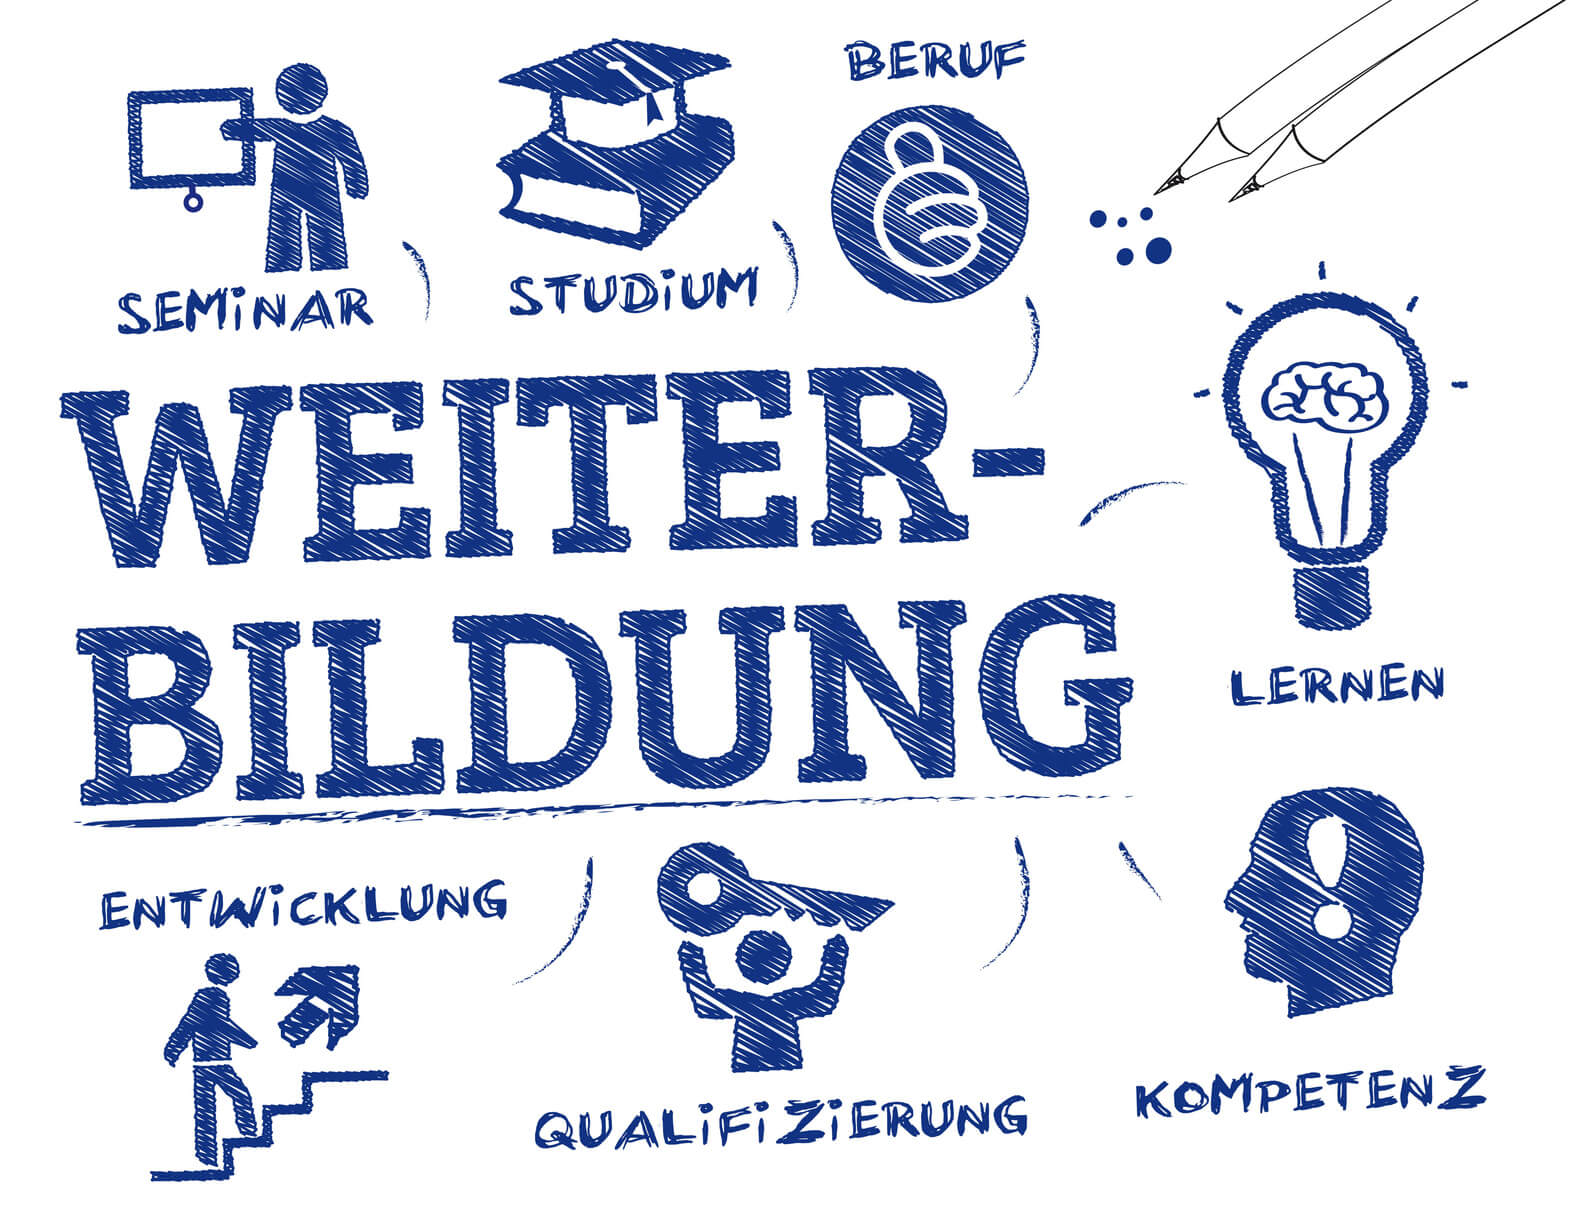 BERUF
SEMiNAR
STUDiUM
WEITER-
BILDUNG
LERNEN
ENTWiCKLUNG
QUALiFiZiERUNG
KOMPETENZ